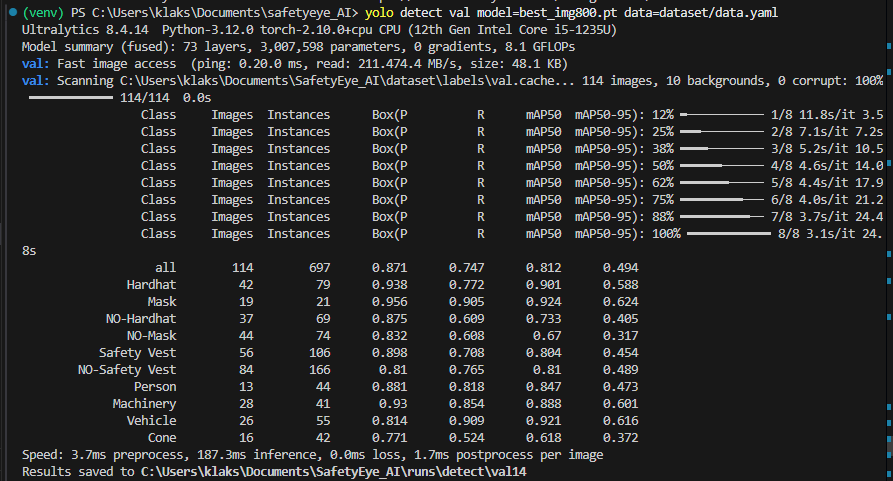 (venv) PS C:\Users\klaks\Documents\safetyeye_AI> yolo detect val model=best_img800.pt data=dataset/data.yaml
Ultralytics 8.4.14  Python-3.12.0 torch-2.10.0+cpu CPU (12th Gen Intel Core i5-1235U)
Model summary (fused): 73 layers, 3,007,598 parameters, 0 gradients, 8.1 GFLOPs
val: Fast image access  (ping: 0.20.0 ms, read: 211.474.4 MB/s, size: 48.1 KB)
val: Scanning C:\Users\klaks\Documents\SafetyEye_AI\dataset\labels\val.cache... 114 images, 10 backgrounds, 0 corrupt: 100%
114/114  0.0s
Class Images Instances Box(P R mAP50 mAP50-95): 12% 1/8 11.8s/it 3.5
Class Images Instances Box(P R mAP50 mAP50-95): 25% 2/8 7.1s/it 7.2s
Class Images Instances Box(P R mAP50 mAP50-95): 38% 3/8 5.2s/it 10.5
Class Images Instances Box(P R mAP50 mAP50-95): 50% 4/8 4.6s/it 14.0
Class Images Instances Box(P R mAP50 mAP50-95): 62% 5/8 4.4s/it 17.9
Class Images Instances Box(P R mAP50 mAP50-95): 75% 6/8 4.0s/it 21.2
Class Images Instances Box(P R mAP50 mAP50-95): 88% 7/8 3.7s/it 24.4
Class Images Instances Box(P R mAP50 mAP50-95): 100% 8/8 3.1s/it 24.
8s
all 114 697 0.871 0.747 0.812 0.494
Hardhat 42 79 0.938 0.772 0.901 0.588
Mask 19 21 0.956 0.905 0.924 0.624
NO-Hardhat 37 69 0.875 0.609 0.733 0.405
NO-Mask 44 74 0.832 0.608 0.67 0.317
Safety Vest 56 106 0.898 0.708 0.804 0.454
NO-Safety Vest 84 166 0.81 0.765 0.81 0.489
Person 13 44 0.881 0.818 0.847 0.473
Machinery 28 41 0.93 0.854 0.888 0.601
Vehicle 26 55 0.814 0.909 0.921 0.616
Cone 16 42 0.771 0.524 0.618 0.372
Speed: 3.7ms preprocess, 187.3ms inference, 0.0ms loss, 1.7ms postprocess per image
Results saved to C:\Users\klaks\Documents\SafetyEye_AI\runs\detect\val14